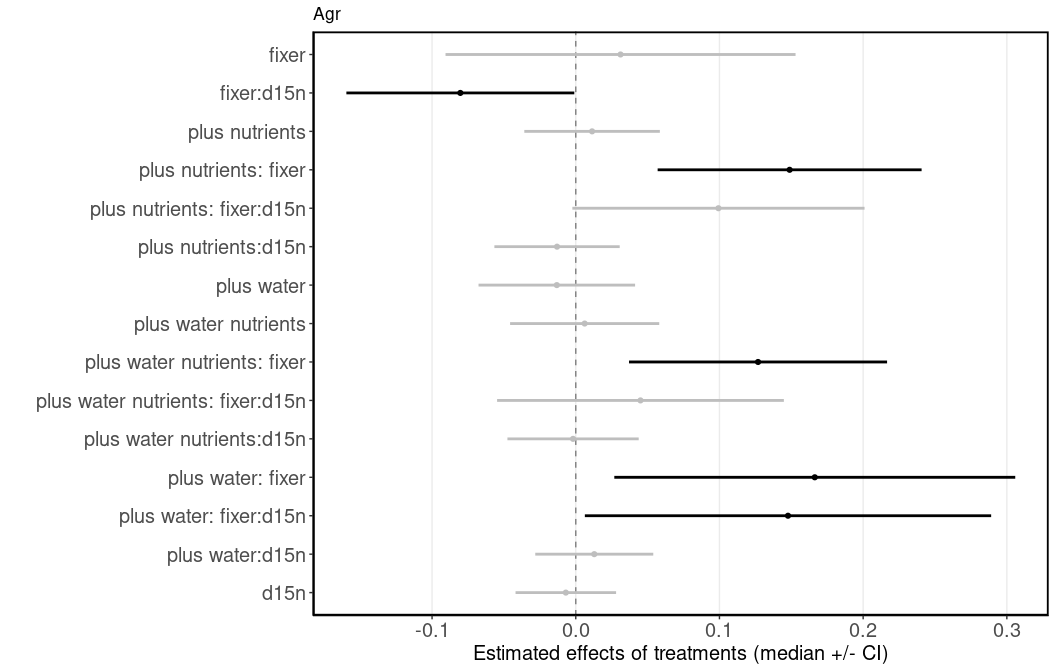 Agr
fixer
fixer:d15n
plus nutrients
plus nutrients: fixer
plus nutrients: fixer:d15n
plus nutrients:d15n
plus water
plus water nutrients
plus water nutrients: fixer
plus water nutrients: fixer:d15n
plus water nutrients:d15n
plus water: fixer
plus water: fixer:d15n
plus water:d15n
d15n
-0.1 0.0 0.1 0.2 0.3
Estimated effects of treatments (median +/- CI)